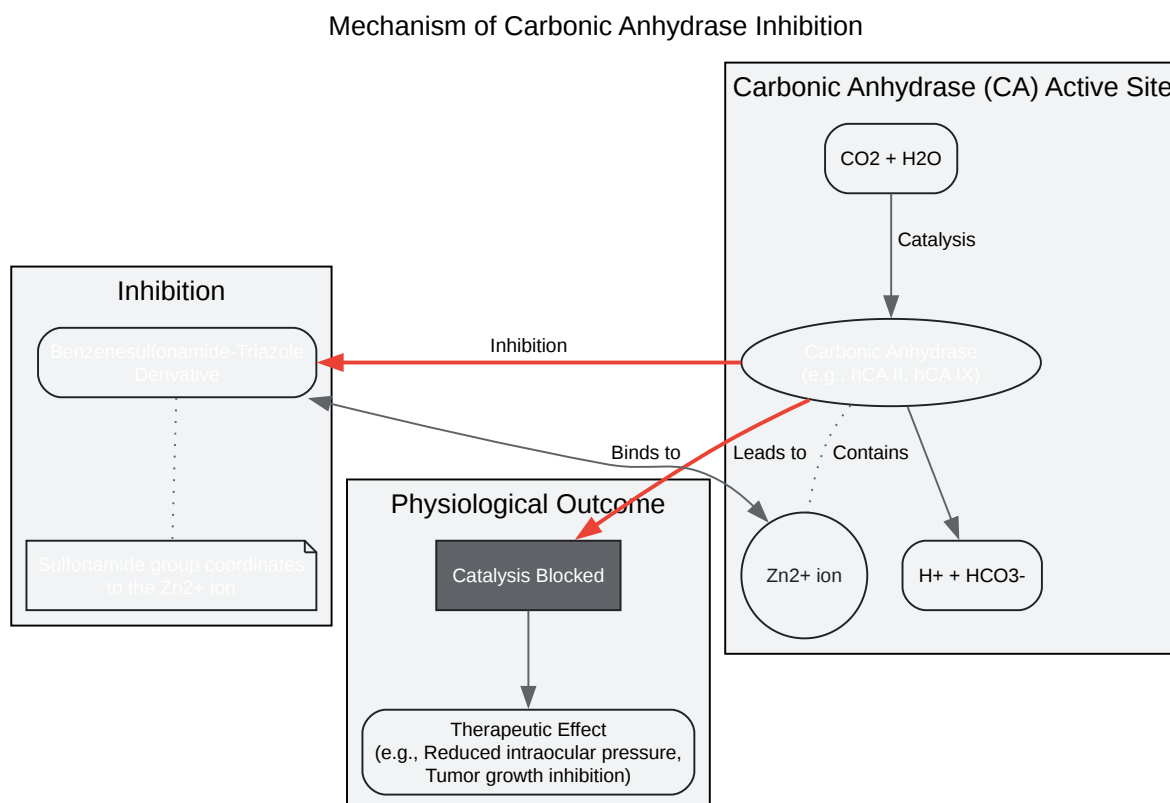 Mechanism of Carbonic Anhydrase Inhibition
Carbonic Anhydrase (CA) Active Site
CO2 + H2O
Catalysis
Inhibition
Benzenesulfonamide-Triazole
Derivative
Inhibition
Carbonic Anhydrase
(e.g., hCA II, hCA IX)
Binds to
Leads to
Contains
Physiological Outcome
Sulfonamide group coordinates
to the Zn2+ ion
Catalysis Blocked
Zn2+ ion
H+ + HCO3-
Therapeutic Effect
(e.g., Reduced intraocular pressure,
Tumor growth inhibition)